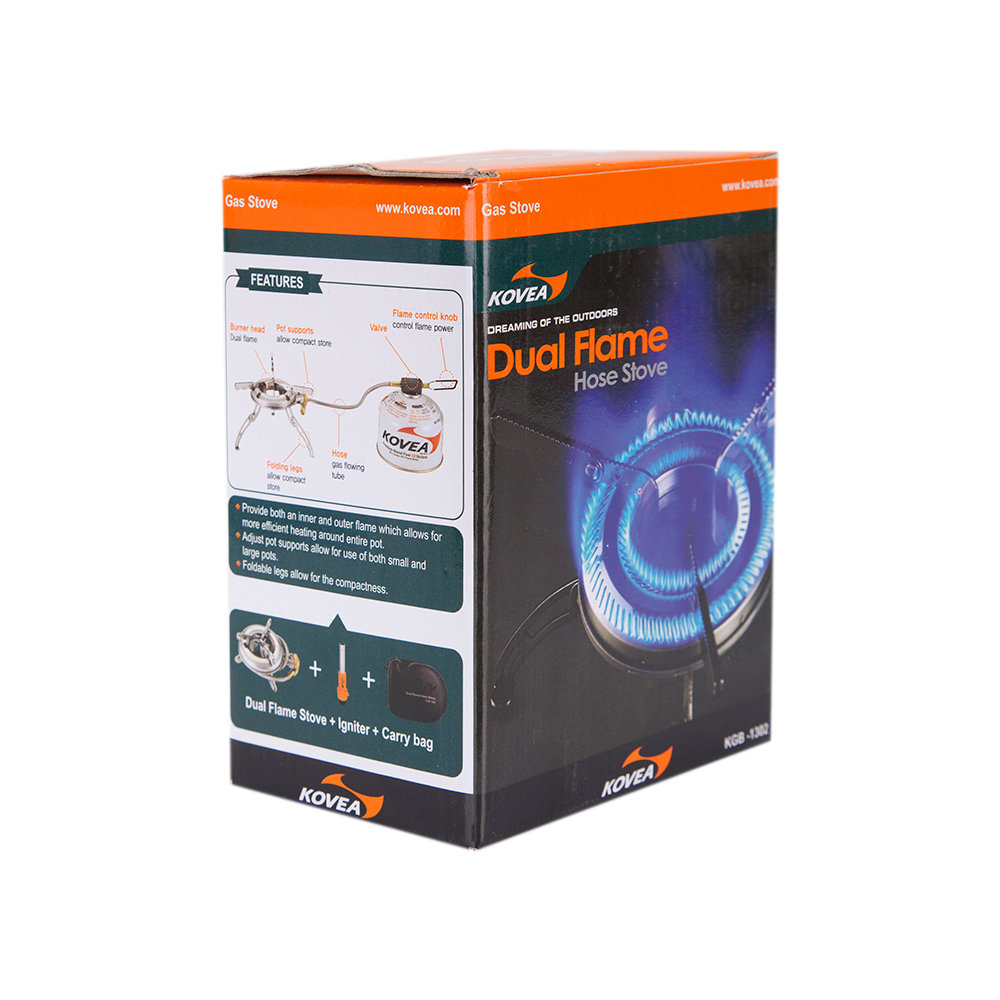 Gas Stove
www.kovea.com
FEATURES
Burner head
Dual flame
Pot supports
allow compact store
Valve
Flame control knob
control flame power
KOVEA
Folding legs
allow compact
store
Hose
gas flowing
tube
Provide both an inner and outer flame which allows for
more efficient heating around entire pot.
Adjust pot supports allow for use of both small and
large pots.
Foldable legs allow for the compactness.
+
+
Dual Flame Stove + Igniter + Carry bag
KOVEA
Gas Stove
www.kovea.com
KOVEA
DREAMING OF THE OUTDOORS
Dual Flame
Hose Stove
KGB -1302
KOVEA